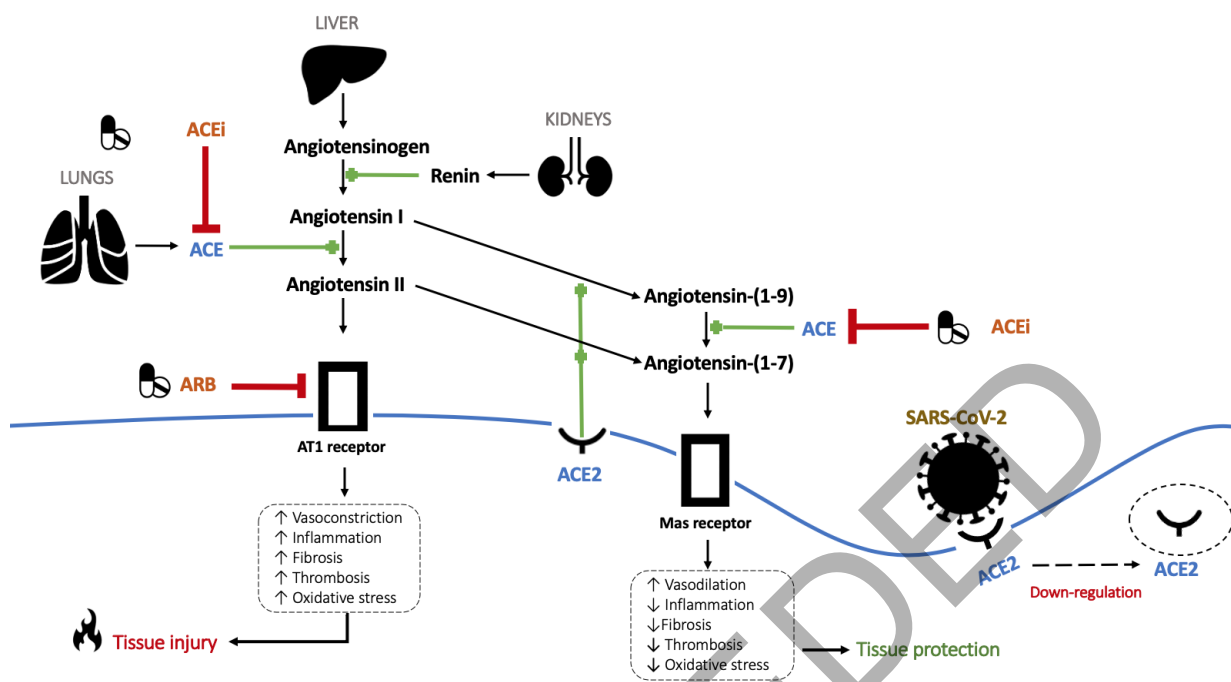 LIVER
ACEi
KIDNEYS
Angiotensinogen
LUNGS
Renin
Angiotensin I
ACE
Angiotensin II
Angiotensin-(1-9)
ACE
ACEi
Angiotensin-(1-7)
ARB
SARS-CoV-2
AT1 receptor
ACE2
Mas receptor
↑ Vasoconstriction
↑ Inflammation
↑ Fibrosis
↑ Thrombosis
↑ Oxidative stress
ACE2
ACE2
Down-regulation
↑ Vasodilation
↓ Inflammation
↓Fibrosis
↓ Thrombosis
↓ Oxidative stress
Tissue injury
Tissue protection